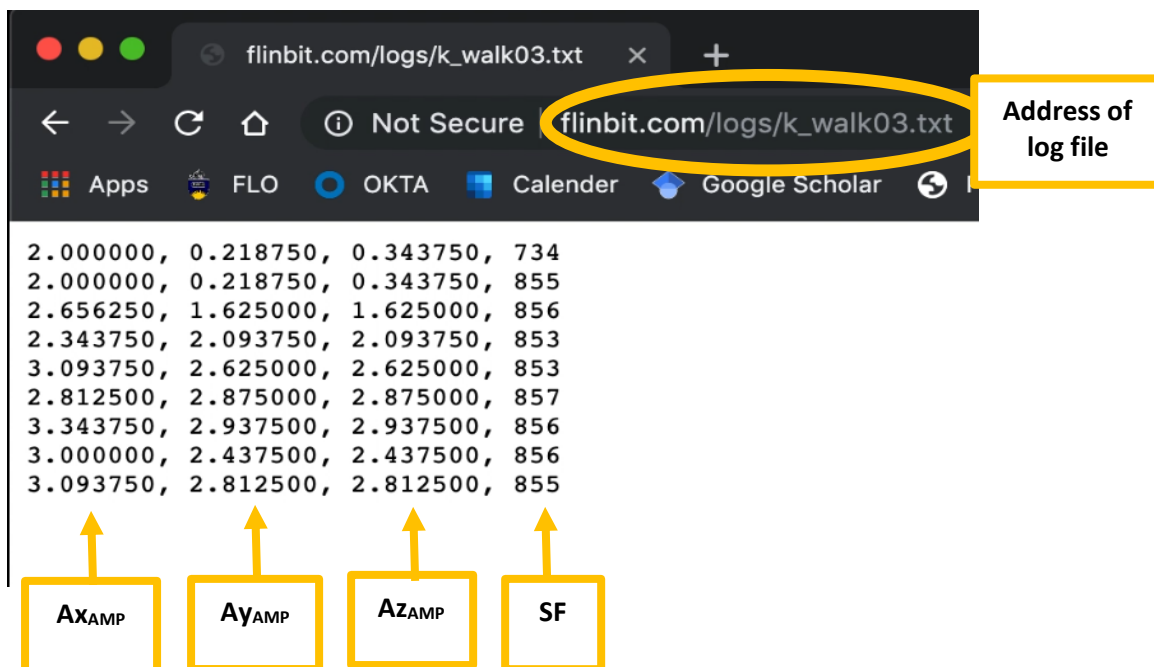 flinbit.com/logs/k_walk03.txt
Not Secure | flinbit.com/logs/k_walk03.txt
Address of
log file
Apps FLO OKTA Calender Google Scholar
2.000000, 0.218750, 0.343750, 734
2.000000, 0.218750, 0.343750, 855
2.656250, 1.625000, 1.625000, 856
2.343750, 2.093750, 2.093750, 853
3.093750, 2.625000, 2.625000, 853
2.812500, 2.875000, 2.875000, 857
3.343750, 2.937500, 2.937500, 856
3.000000, 2.437500, 2.437500, 856
3.093750, 2.812500, 2.812500, 855
AxAMP AyAMP AzAMP SF